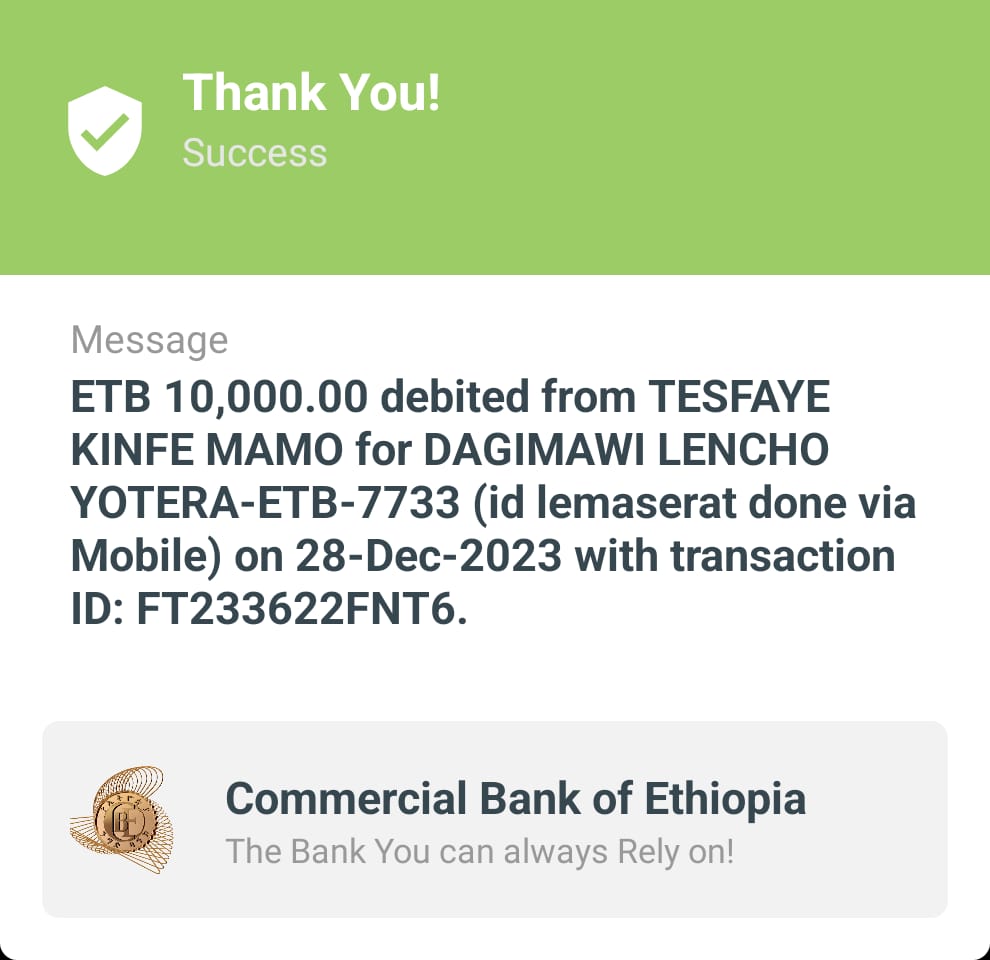 Thank You!
Success
Message
ETB 10,000.00 debited from TESFAYE
KINFE MAMO for DAGIMAWI LENCHO
YOTERA-ETB-7733 (id lemaserat done via
Mobile) on 28-Dec-2023 with transaction
ID: FT233622FNT6.
Commercial Bank of Ethiopia
The Bank You can always Rely on!